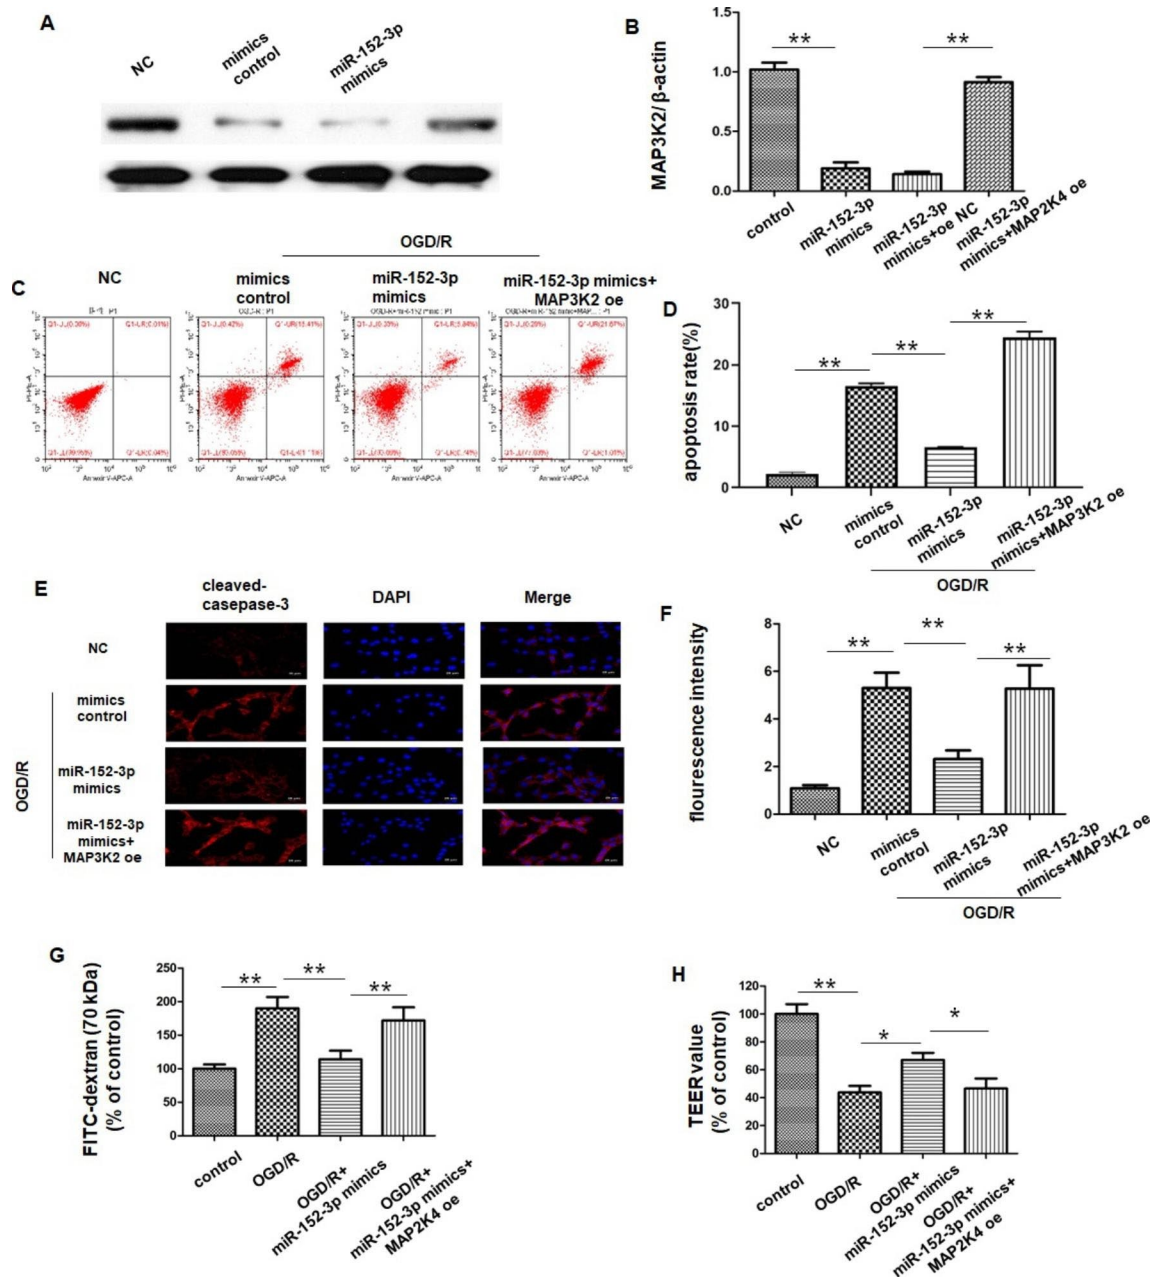 A
NC
mimics
control
miR-152-3p
mimics
B
MAP3K2/β-actin
1.5
1.0
0.5
0.0
**
**
control
miR-152-3p
mimics
miR-152-3p
mimics+oe NC
miR-152-3p
mimics+MAP2K4 oe
OGD/R
C
NC
mimics
control
miR-152-3p
mimics
miR-152-3p mimics+
MAP3K2 oe
AnnexinV-APC-A
AnnexinV-APC-A
AnnexinV-APC-A
AnnexinV-APC-A
D
apoptosis rate(%)
30
20
10
0
**
**
**
NC
mimics
control
miR-152-3p
mimics
miR-152-3p
mimics+MAP3K2 oe
OGD/R
E
cleaved-
casepase-3
DAPI
Merge
NC
mimics
control
miR-152-3p
mimics
miR-152-3p
mimics+
MAP3K2 oe
OGD/R
F
flourescence intensity
8
6
4
2
0
**
**
**
NC
mimics
control
miR-152-3p
mimics
miR-152-3p
mimics+MAP3K2 oe
OGD/R
G
FITC-dextran (70 kDa)
(% of control)
250
200
150
100
50
0
**
**
**
control
OGD/R
OGD/R+
miR-152-3p mimics
OGD/R+
miR-152-3p mimics+
MAP2K4 oe
H
TEER value
(% of control)
120
100
80
60
40
20
0
**
*
*
control
OGD/R
OGD/R+
miR-152-3p mimics
OGD/R+
miR-152-3p mimics+
MAP2K4 oe